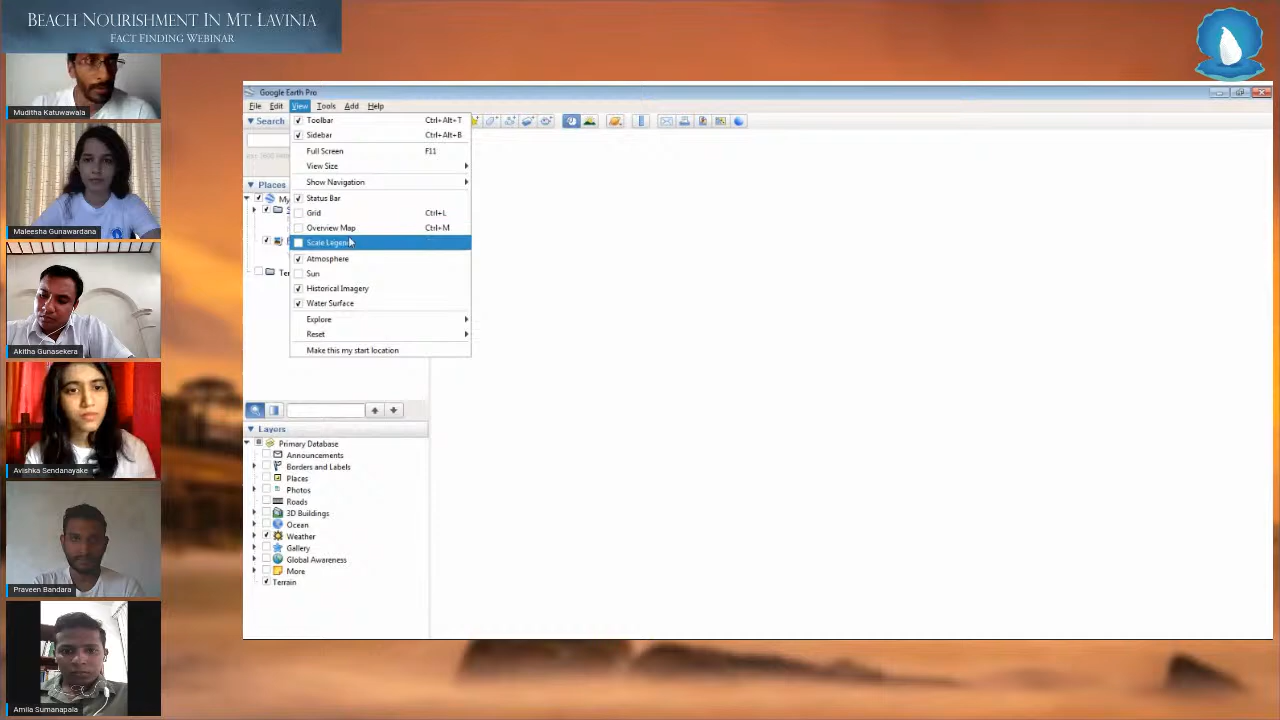 BEACH NOURISHMENT IN MT. LAVINIA
FACT FINDING WEBINAR
Muditha Katuwawala
Maleesha Gunawardana
Akitha Gunasekera
Avishka Sendanayake
Praveen Bandara
Amila Sumanapala
Google Earth Pro
File Edit View Tools Add Help
Search
Toolbar Ctrl+Alt+T
Sidebar Ctrl+Alt+B
Full Screen F11
View Size
Show Navigation
Status Bar
Grid Ctrl+L
Overview Map Ctrl+M
Scale Legend
Atmosphere
Sun
Historical Imagery
Water Surface
Explore
Reset
Make this my start location
Places
My
Ter
Layers
Primary Database
Announcements
Borders and Labels
Places
Photos
Roads
3D Buildings
Ocean
Weather
Gallery
Global Awareness
More
Terrain